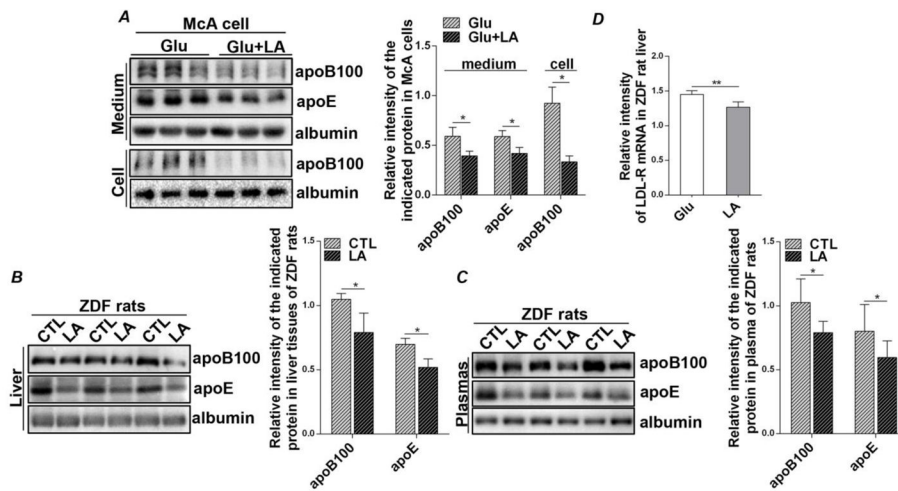 A
McA cell
Glu Glu+LA
Medium
apoB100
apoE
albumin
Cell
apoB100
albumin
Relative intensity of the
indicated protein in McA cells
Glu
Glu+LA
medium cell
* * *
1.5
1.0
0.5
0.0
apoB100 apoE apoB100
D
Relative intensity
of LDL-R mRNA in ZDF rat liver
**
2.0
1.5
1.0
0.5
0.0
Glu LA
B
ZDF rats
CTL LA CTL LA CTL LA
Liver
apoB100
apoE
albumin
Relative intensity of the indicated
protein in liver tissues of ZDF rats
CTL
LA
* *
1.5
1.0
0.5
0.0
apoB100 apoE
C
ZDF rats
CTL LA CTL LA CTL LA
Plasmas
apoB100
apoE
albumin
Relative intensity of the indicated
protein in plasma of ZDF rats
CTL
LA
* *
1.5
1.0
0.5
0.0
apoB100 apoE